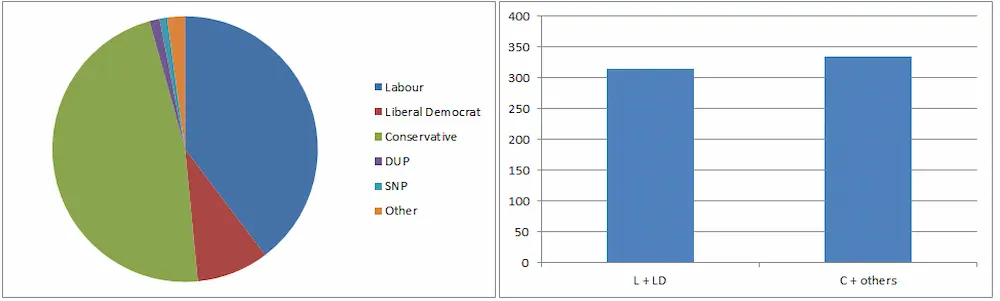 Labour
Liberal Democrat
Conservative
DUP
SNP
Other
400
350
300
250
200
150
100
50
0
L + LD
C + others